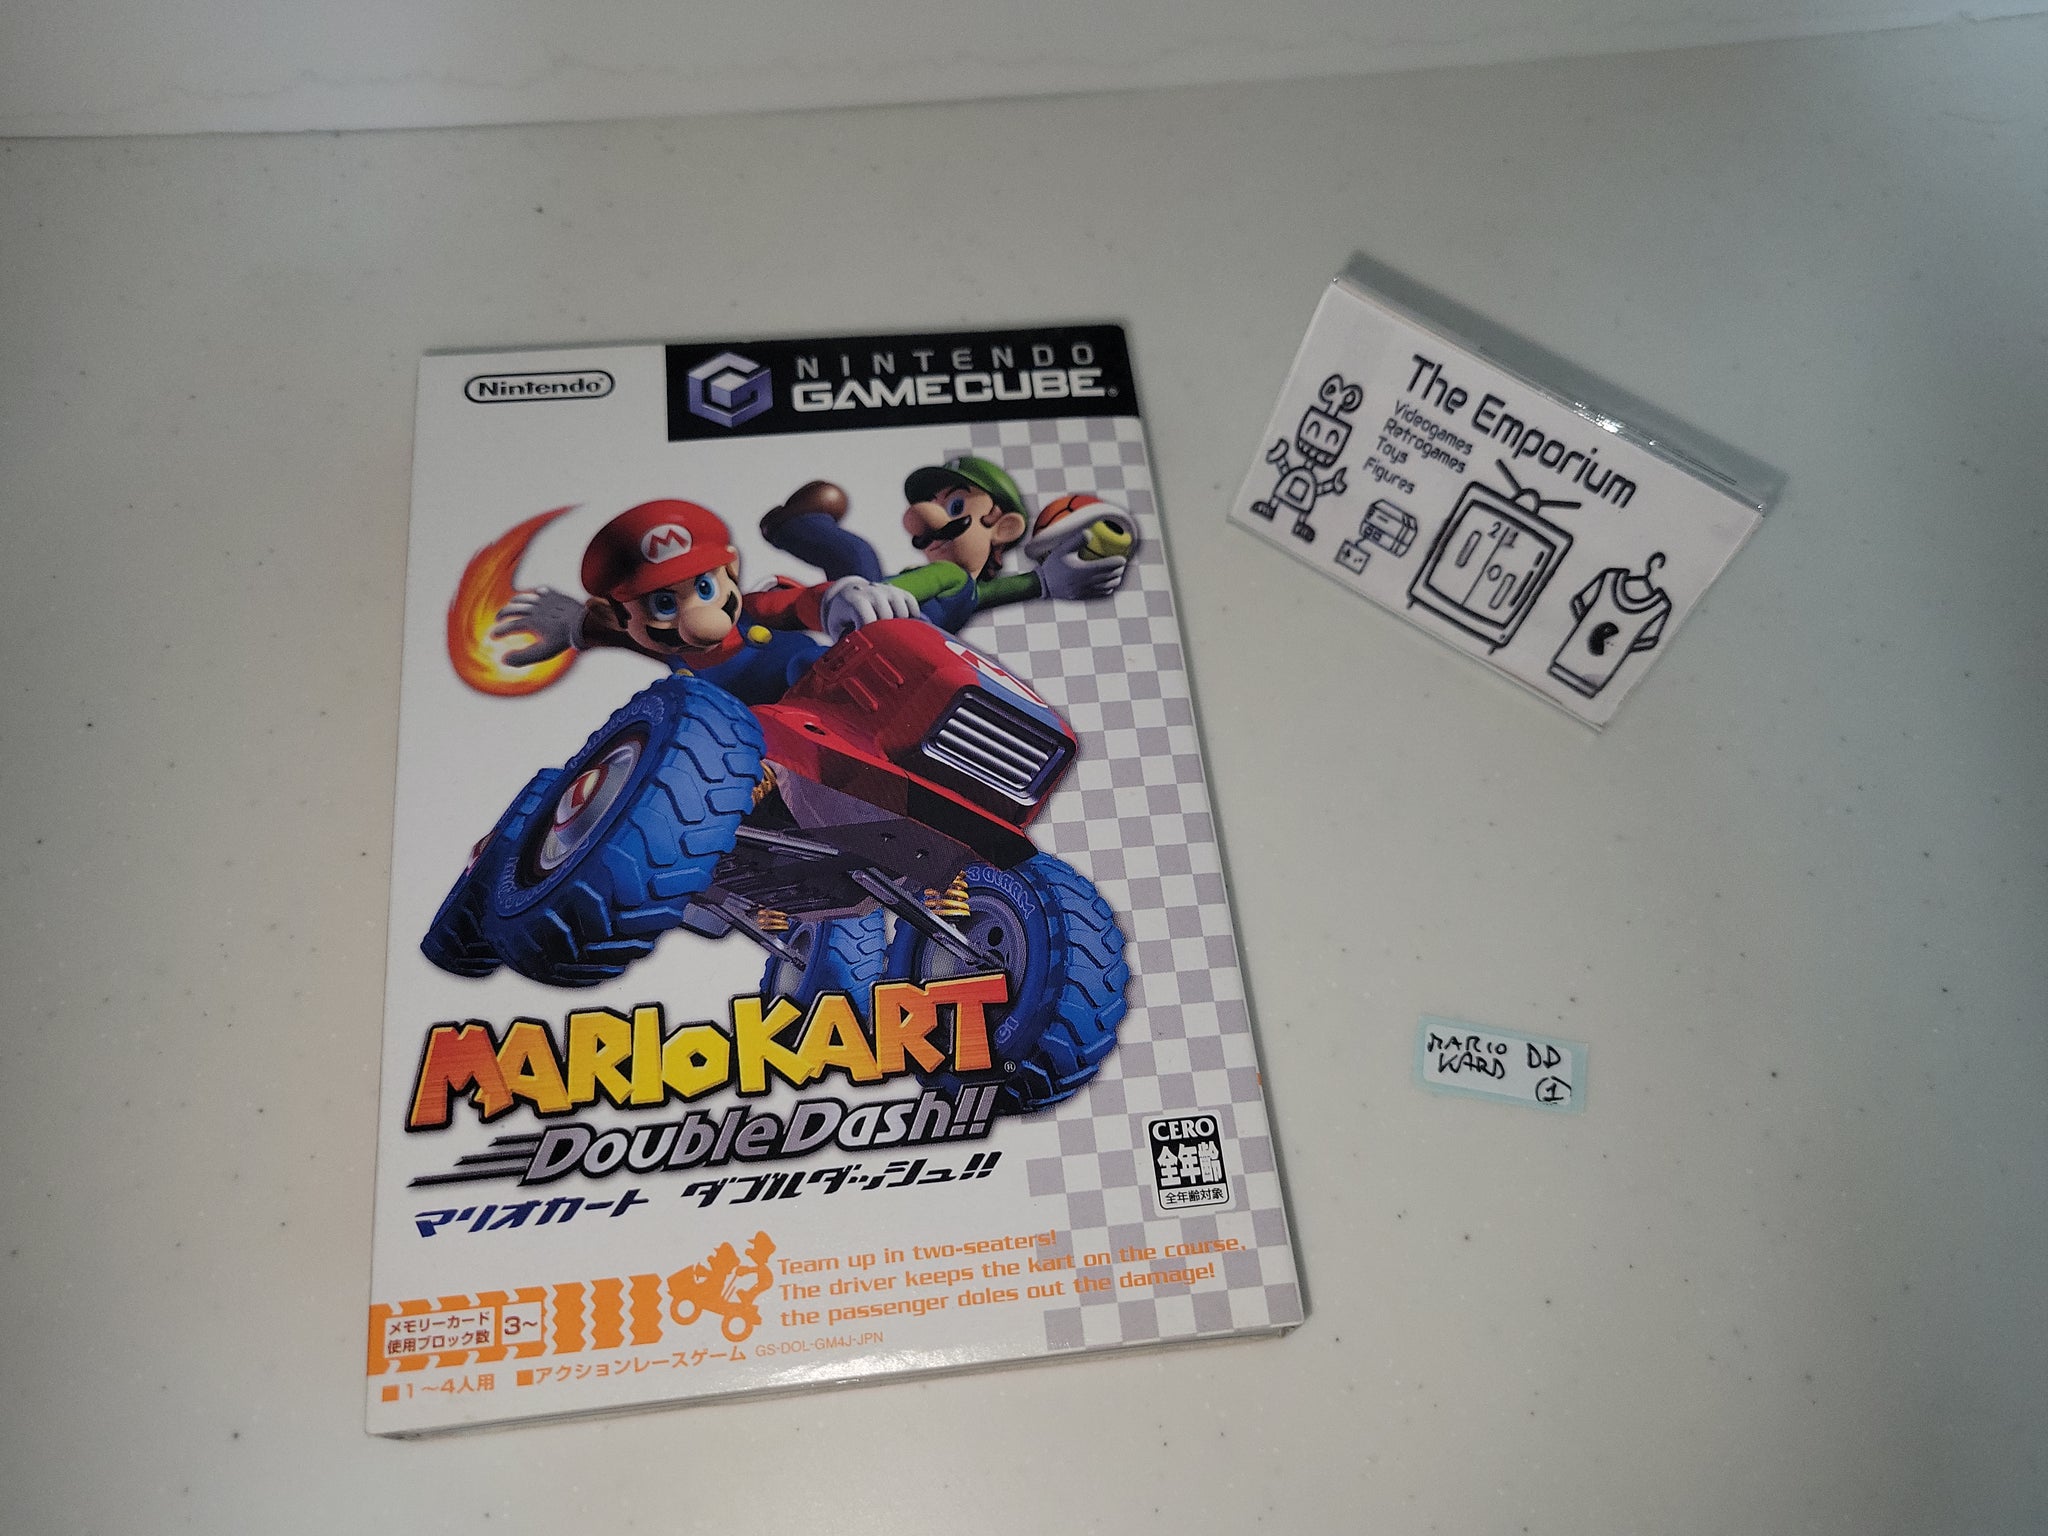 Nintendo®
NINTENDO
GAMECUBE®
M
MARIOKART®
DoubleDash!!
マリオカート ダブルダッシュ!!
CERO
全年齢
全年齢対象
Team up in two-seaters!
The driver keeps the kart on the course,
the passenger doles out the damage!
メモリーカード
使用ブロック数
3~
■1~4人用 ■アクションレースゲーム GS-DOL-GM4J-JPN
The Emporium
Videogames
Retrogames
Toys
Figures
2 1
MARIO DD
KARD
1